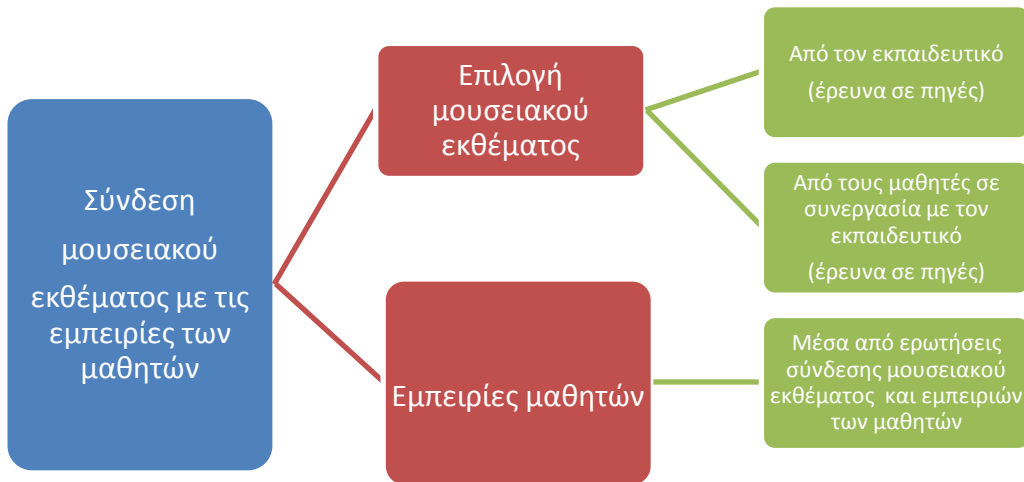 Σύνδεση
μουσειακού
εκθέματος με τις
εμπειρίες των
μαθητών
Επιλογή
μουσειακού
εκθέματος
Από τον εκπαιδευτικό
(έρευνα σε πηγές)
Από τους μαθητές σε
συνεργασία με τον
εκπαιδευτικό
(έρευνα σε πηγές)
Εμπειρίες μαθητών
Μέσα από ερωτήσεις
σύνδεσης μουσειακού
εκθέματος και εμπειριών
των μαθητών